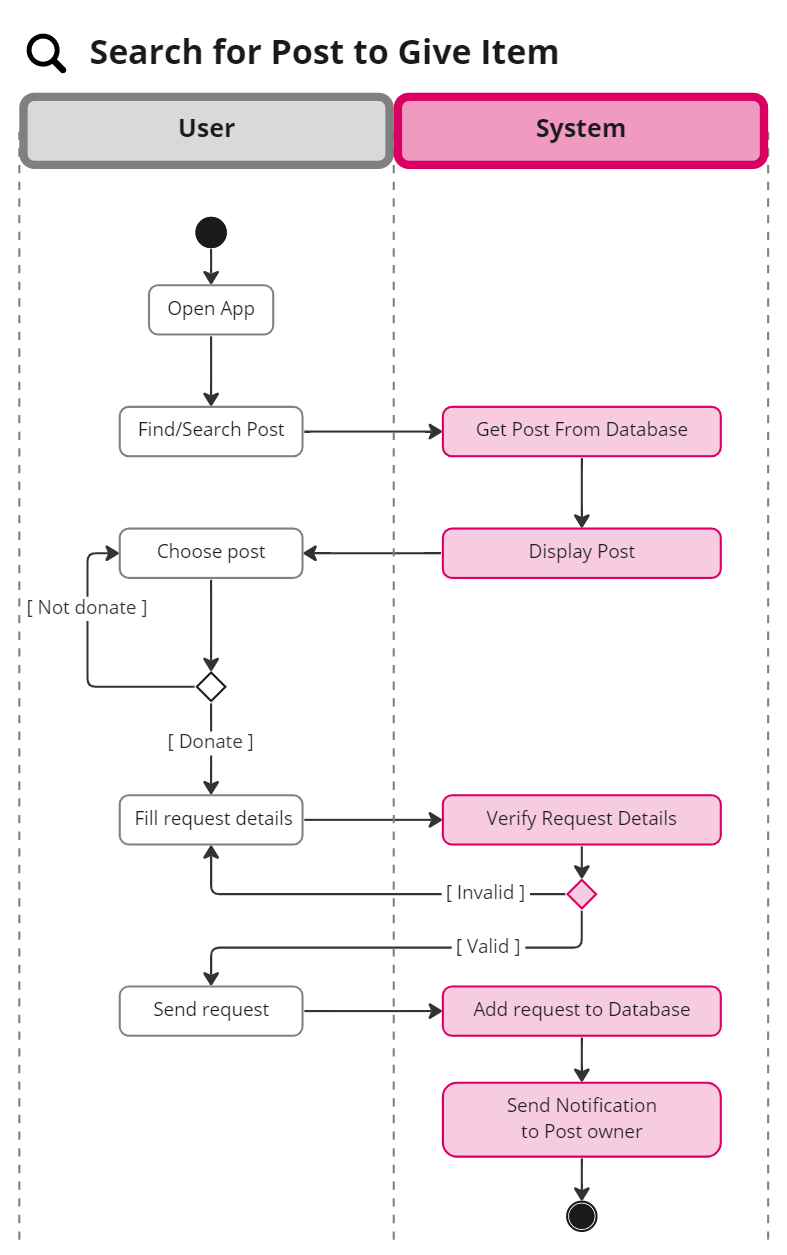 Search for Post to Give Item
User
System
Open App
Find/Search Post
Get Post From Database
Choose post
Display Post
[ Not donate ]
[ Donate ]
Fill request details
Verify Request Details
[ Invalid ]
[ Valid ]
Send request
Add request to Database
Send Notification
to Post owner